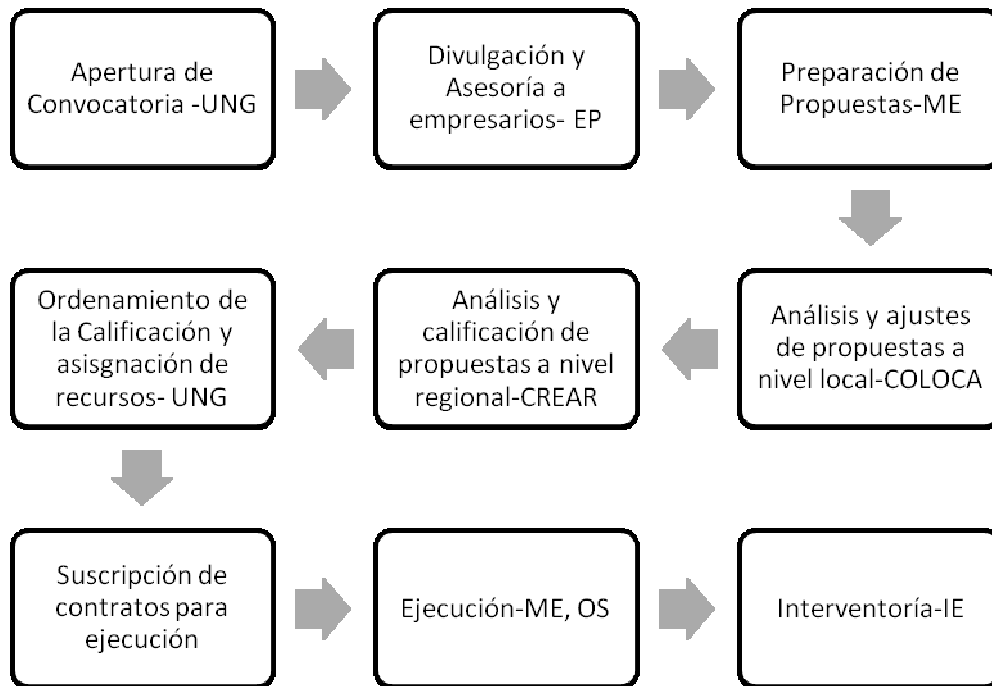 Apertura de
Convocatoria -UNG
Divulgación y
Asesoría a
empresarios- EP
Preparación de
Propuestas-ME
Análisis y ajustes
de propuestas a
nivel local-COLOCA
Análisis y
calificación de
propuestas a nivel
regional-CREAR
Ordenamiento de
la Calificación y
asisgnación de
recursos- UNG
Suscripción de
contratos para
ejecución
Ejecución-ME, OS
Interventoría-IE